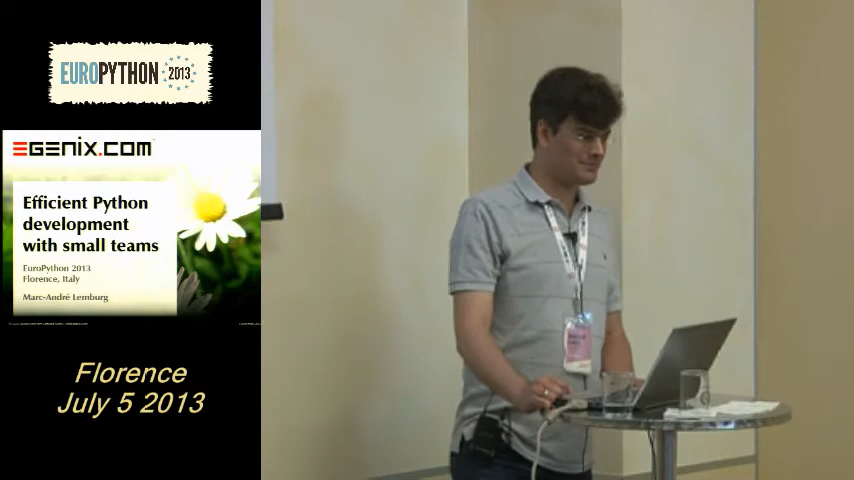 EUROPYTHON 2013
EGENIX.COM
Efficient Python
development
with small teams
EuroPython 2013
Florence, Italy
Marc-André Lemburg
Florence
July 5 2013